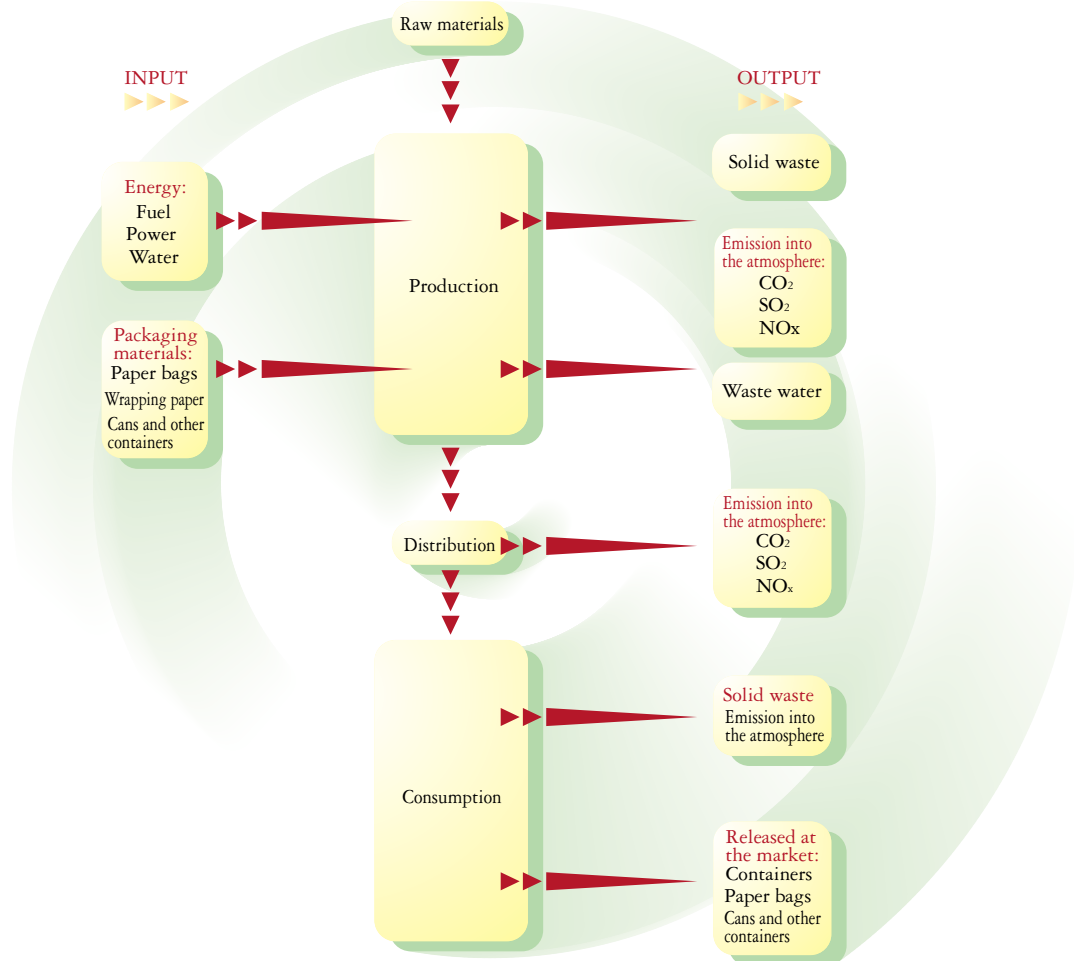 Raw materials
INPUT
OUTPUT
Solid waste
Energy:
Fuel
Power
Water
Emission into
the atmosphere:
CO₂
SO₂
NOx
Production
Packaging
materials:
Paper bags
Wrapping paper
Cans and other
containers
Waste water
Distribution
Emission into
the atmosphere:
CO₂
SO₂
NOₓ
Solid waste
Emission into
the atmosphere
Consumption
Released at
the market:
Containers
Paper bags
Cans and other
containers